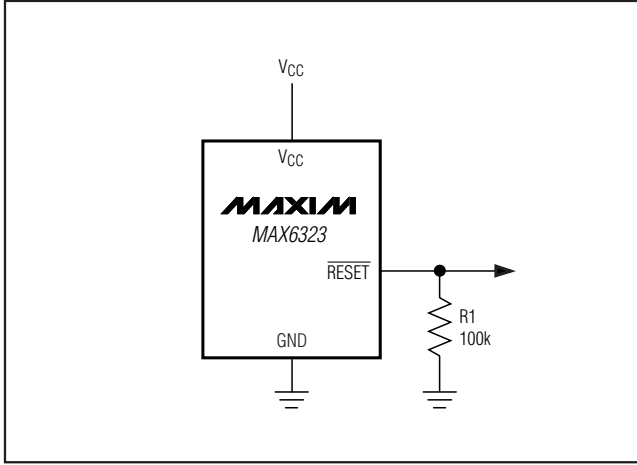 VCC
VCC
MAXIM
MAX6323
RESET
R1
100k
GND